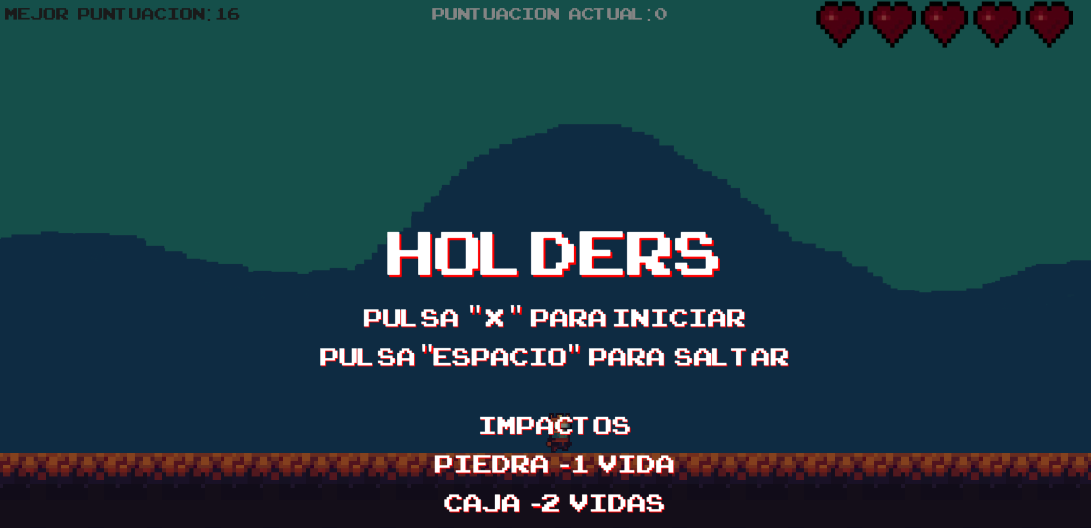 MEJOR PUNTUACION:16
PUNTUACION ACTUAL:0
HOLDERS
PULSA "X" PARA INICIAR
PULSA "ESPACIO" PARA SALTAR
IMPACTOS
PIEDRA -1 VIDA
CAJA -2 VIDAS